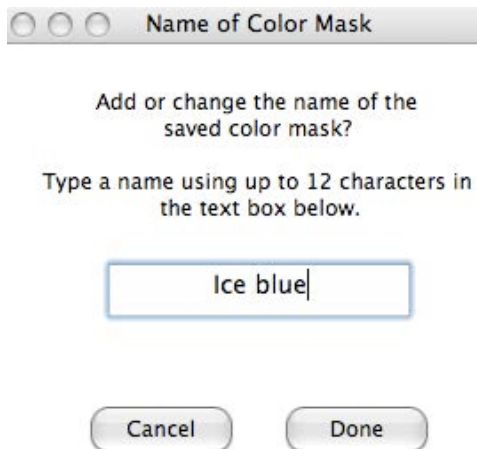 Name of Color Mask
Add or change the name of the
saved color mask?
Type a name using up to 12 characters in
the text box below.
Ice blue
Cancel Done